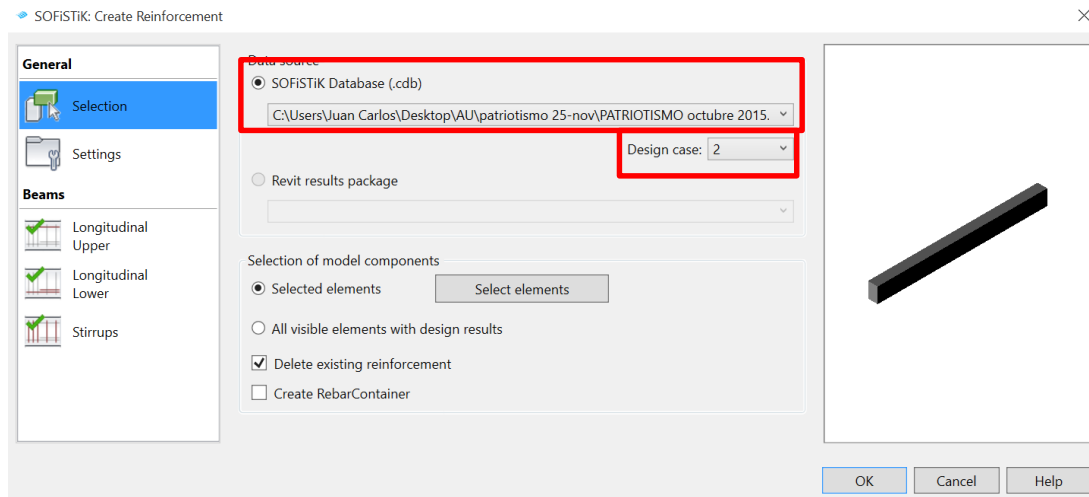 SOFiSTiK: Create Reinforcement
General
Selection
Settings
Beams
Longitudinal
Upper
Longitudinal
Lower
Stirrups
Data source
SOFiSTiK Database (.cdb)
C:\Users\Juan Carlos\Desktop\AU\patriotismo 25-nov\PATRIOTISMO octubre 2015.
Design case: 2
Revit results package
Selection of model components
Selected elements Select elements
All visible elements with design results
Delete existing reinforcement
Create RebarContainer
OK Cancel Help